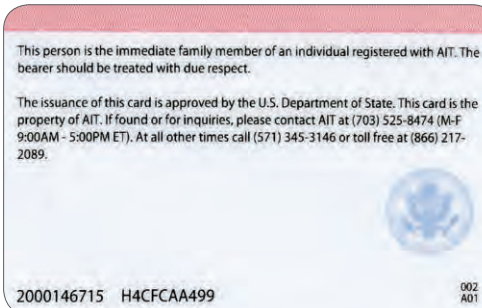 This person is the immediate family member of an individual registered with AIT. The
bearer should be treated with due respect.
The issuance of this card is approved by the U.S. Department of State. This card is the
property of AIT. If found or for inquiries, please contact AIT at (703) 525-8474 (M-F
9:00AM - 5:00PM ET). At all other times call (571) 345-3146 or toll free at (866) 217-
2089.
2000146715 H4CFCAA499
002
A01